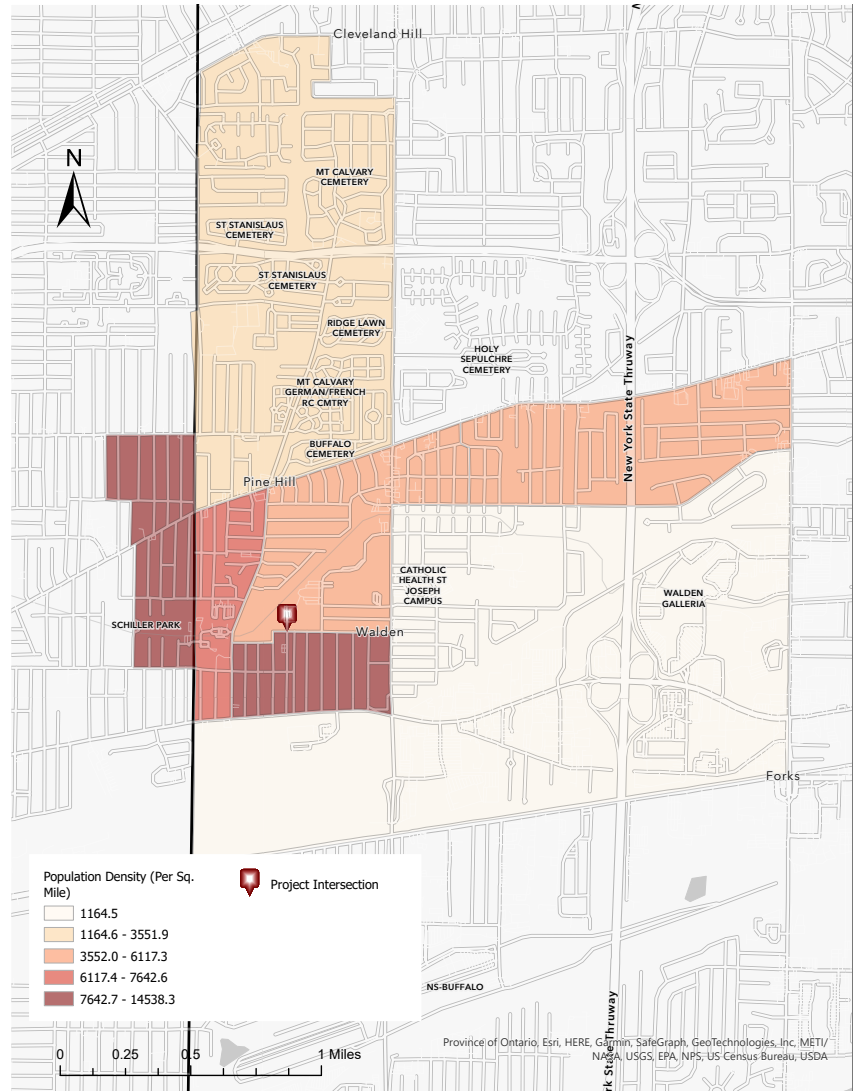 Cleveland Hill
N
MT CALVARY
CEMETERY
ST STANISLAUS
CEMETERY
ST STANISLAUS
CEMETERY
RIDGE LAWN
CEMETERY
HOLY
SEPULCHRE
CEMETERY
New York State Thruway
MT CALVARY
GERMAN/FRENCH
RC CMTRY
BUFFALO
CEMETERY
Pine Hill
CATHOLIC
HEALTH ST
JOSEPH
CAMPUS
WALDEN
GALLERIA
SCHILLER PARK
Walden
Forks
Population Density (Per Sq.
Mile)
1164.5
1164.6 - 3551.9
3552.0 - 6117.3
6117.4 - 7642.6
7642.7 - 14538.3
Project Intersection
NS-BUFFALO
rk State Thruway
0 0.25 0.5 1 Miles
Province of Ontario, Esri, HERE, Garmin, SafeGraph, GeoTechnologies, Inc, METI/
NASA, USGS, EPA, NPS, US Census Bureau, USDA